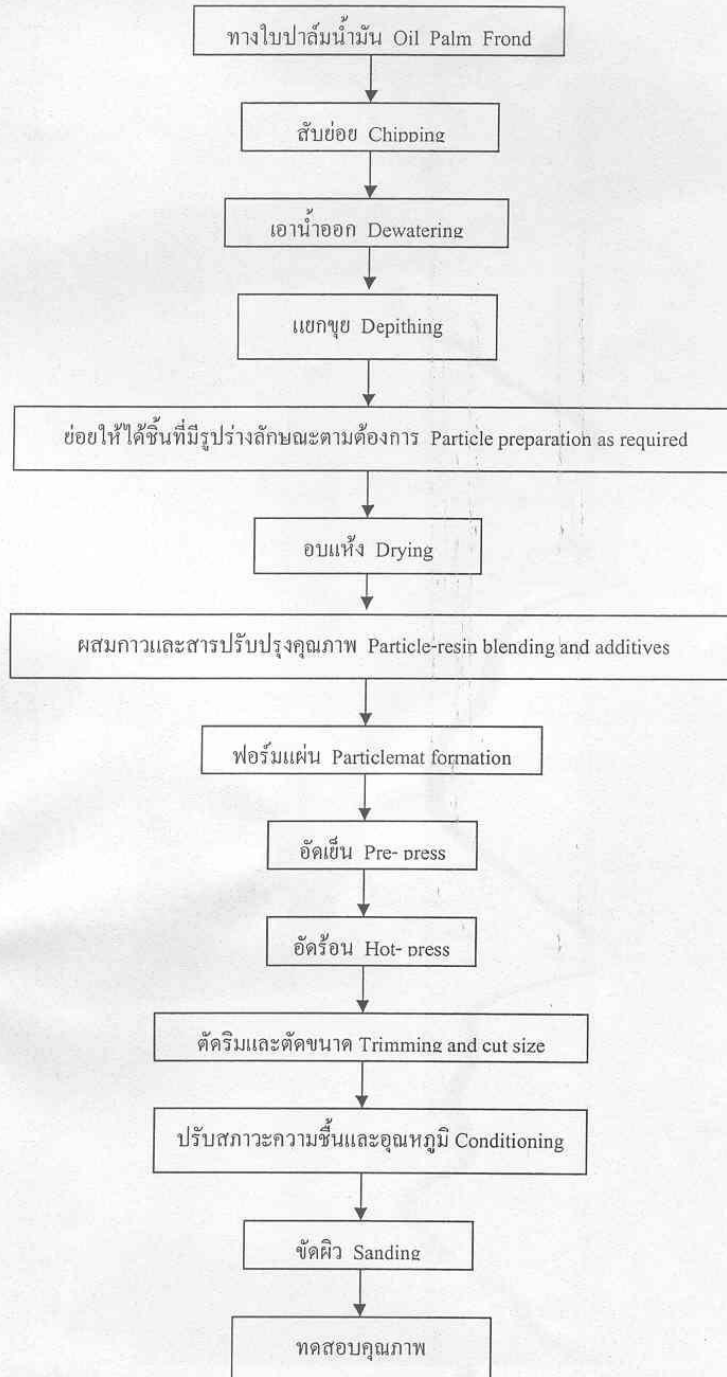 ทางใบปาล์มน้ำมัน Oil Palm Frond
สับย่อย Chipping
เอาน้ำออก Dewatering
แยกขุย Depithing
ย่อยให้ได้ชิ้นที่มีรูปร่างลักษณะตามต้องการ Particle preparation as required
อบแห้ง Drying
ผสมกาวและสารปรับปรุงคุณภาพ Particle-resin blending and additives
ฟอร์มแผ่น Particlemat formation
อัดเย็น Pre- press
อัดร้อน Hot- press
ตัดริมและตัดขนาด Trimming and cut size
ปรับสภาวะความชื้นและอุณหภูมิ Conditioning
ขัดผิว Sanding
ทดสอบคุณภาพ